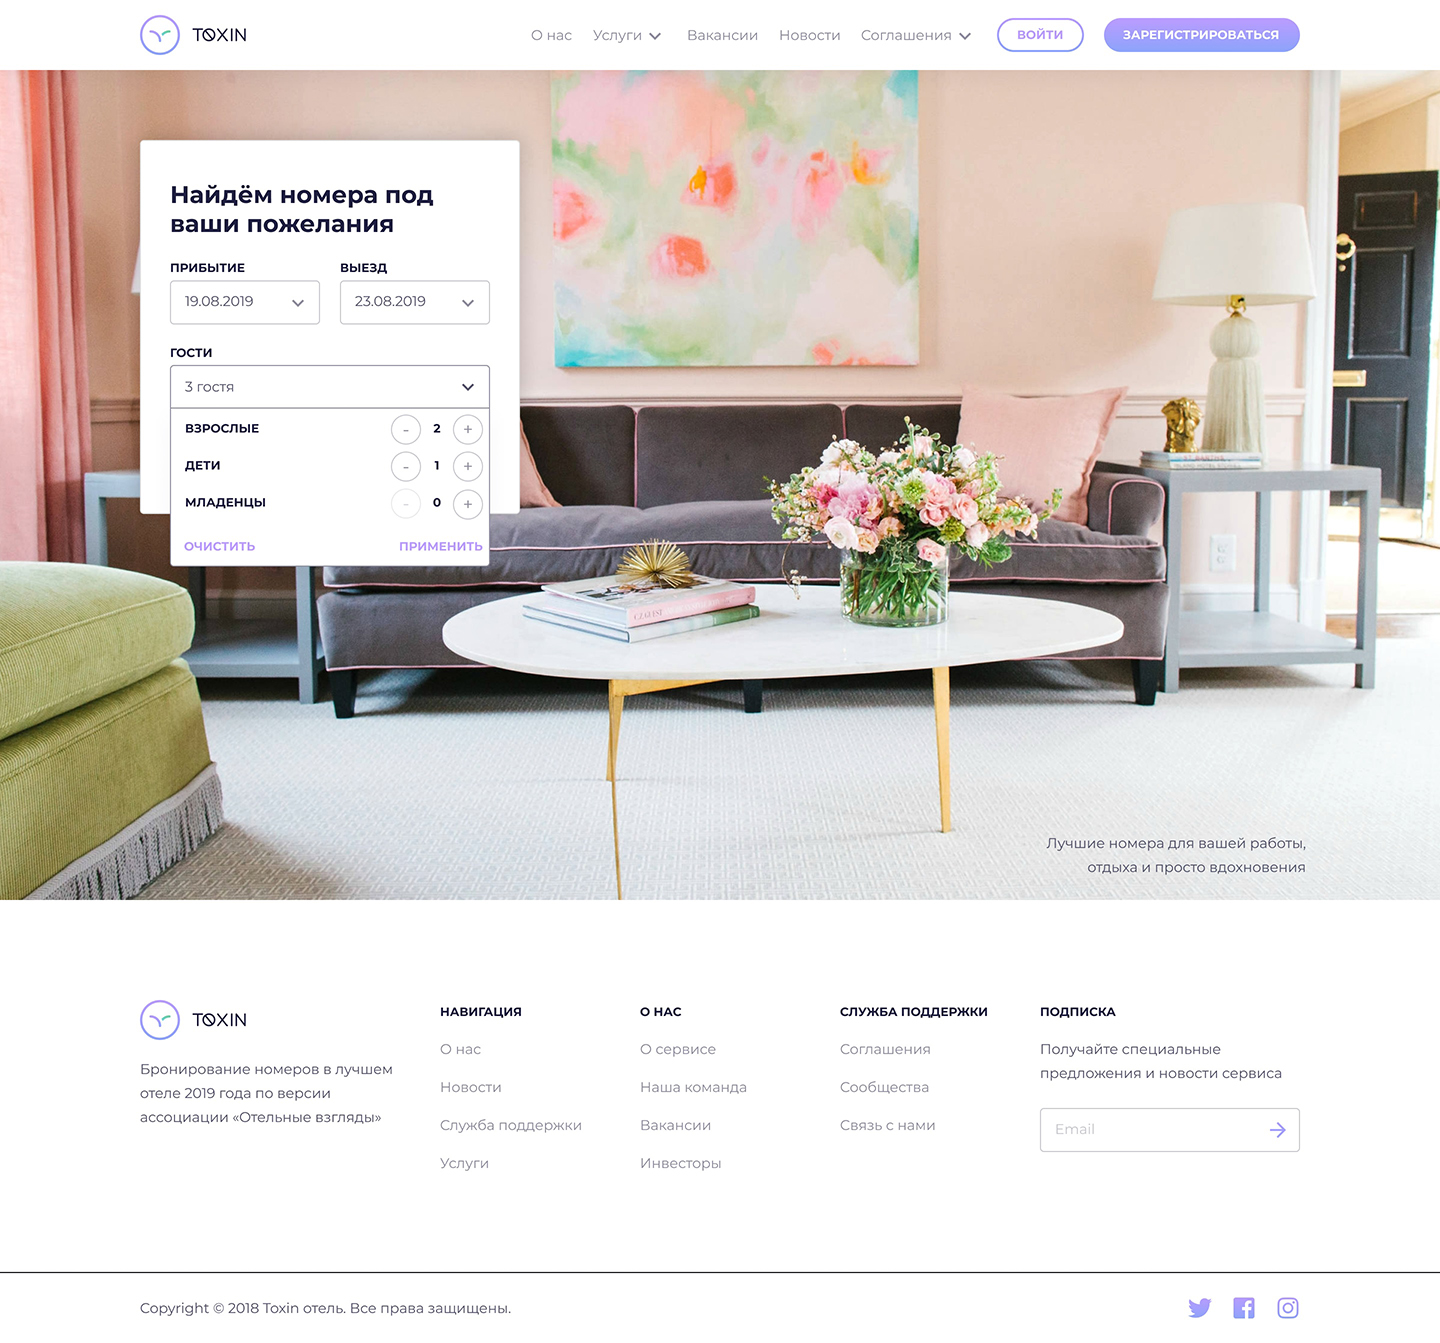 TOXIN
О нас Услуги Вакансии Новости Соглашения ВОЙТИ ЗАРЕГИСТРИРОВАТЬСЯ
Найдём номера под
ваши пожелания
ПРИБЫТИЕ ВЫЕЗД
19.08.2019 23.08.2019
ГОСТИ
3 гостя
ВЗРОСЛЫЕ - 2 +
ДЕТИ - 1 +
МЛАДЕНЦЫ - 0 +
ОЧИСТИТЬ ПРИМЕНИТЬ
Лучшие номера для вашей работы,
отдыха и просто вдохновения
TOXIN
Бронирование номеров в лучшем
отеле 2019 года по версии
ассоциации «Отельные взгляды»
НАВИГАЦИЯ
О нас
Новости
Служба поддержки
Услуги
О НАС
О сервисе
Наша команда
Вакансии
Инвесторы
СЛУЖБА ПОДДЕРЖКИ
Соглашения
Сообщества
Связь с нами
ПОДПИСКА
Получайте специальные
предложения и новости сервиса
Email
Copyright © 2018 Toxin отель. Все права защищены.